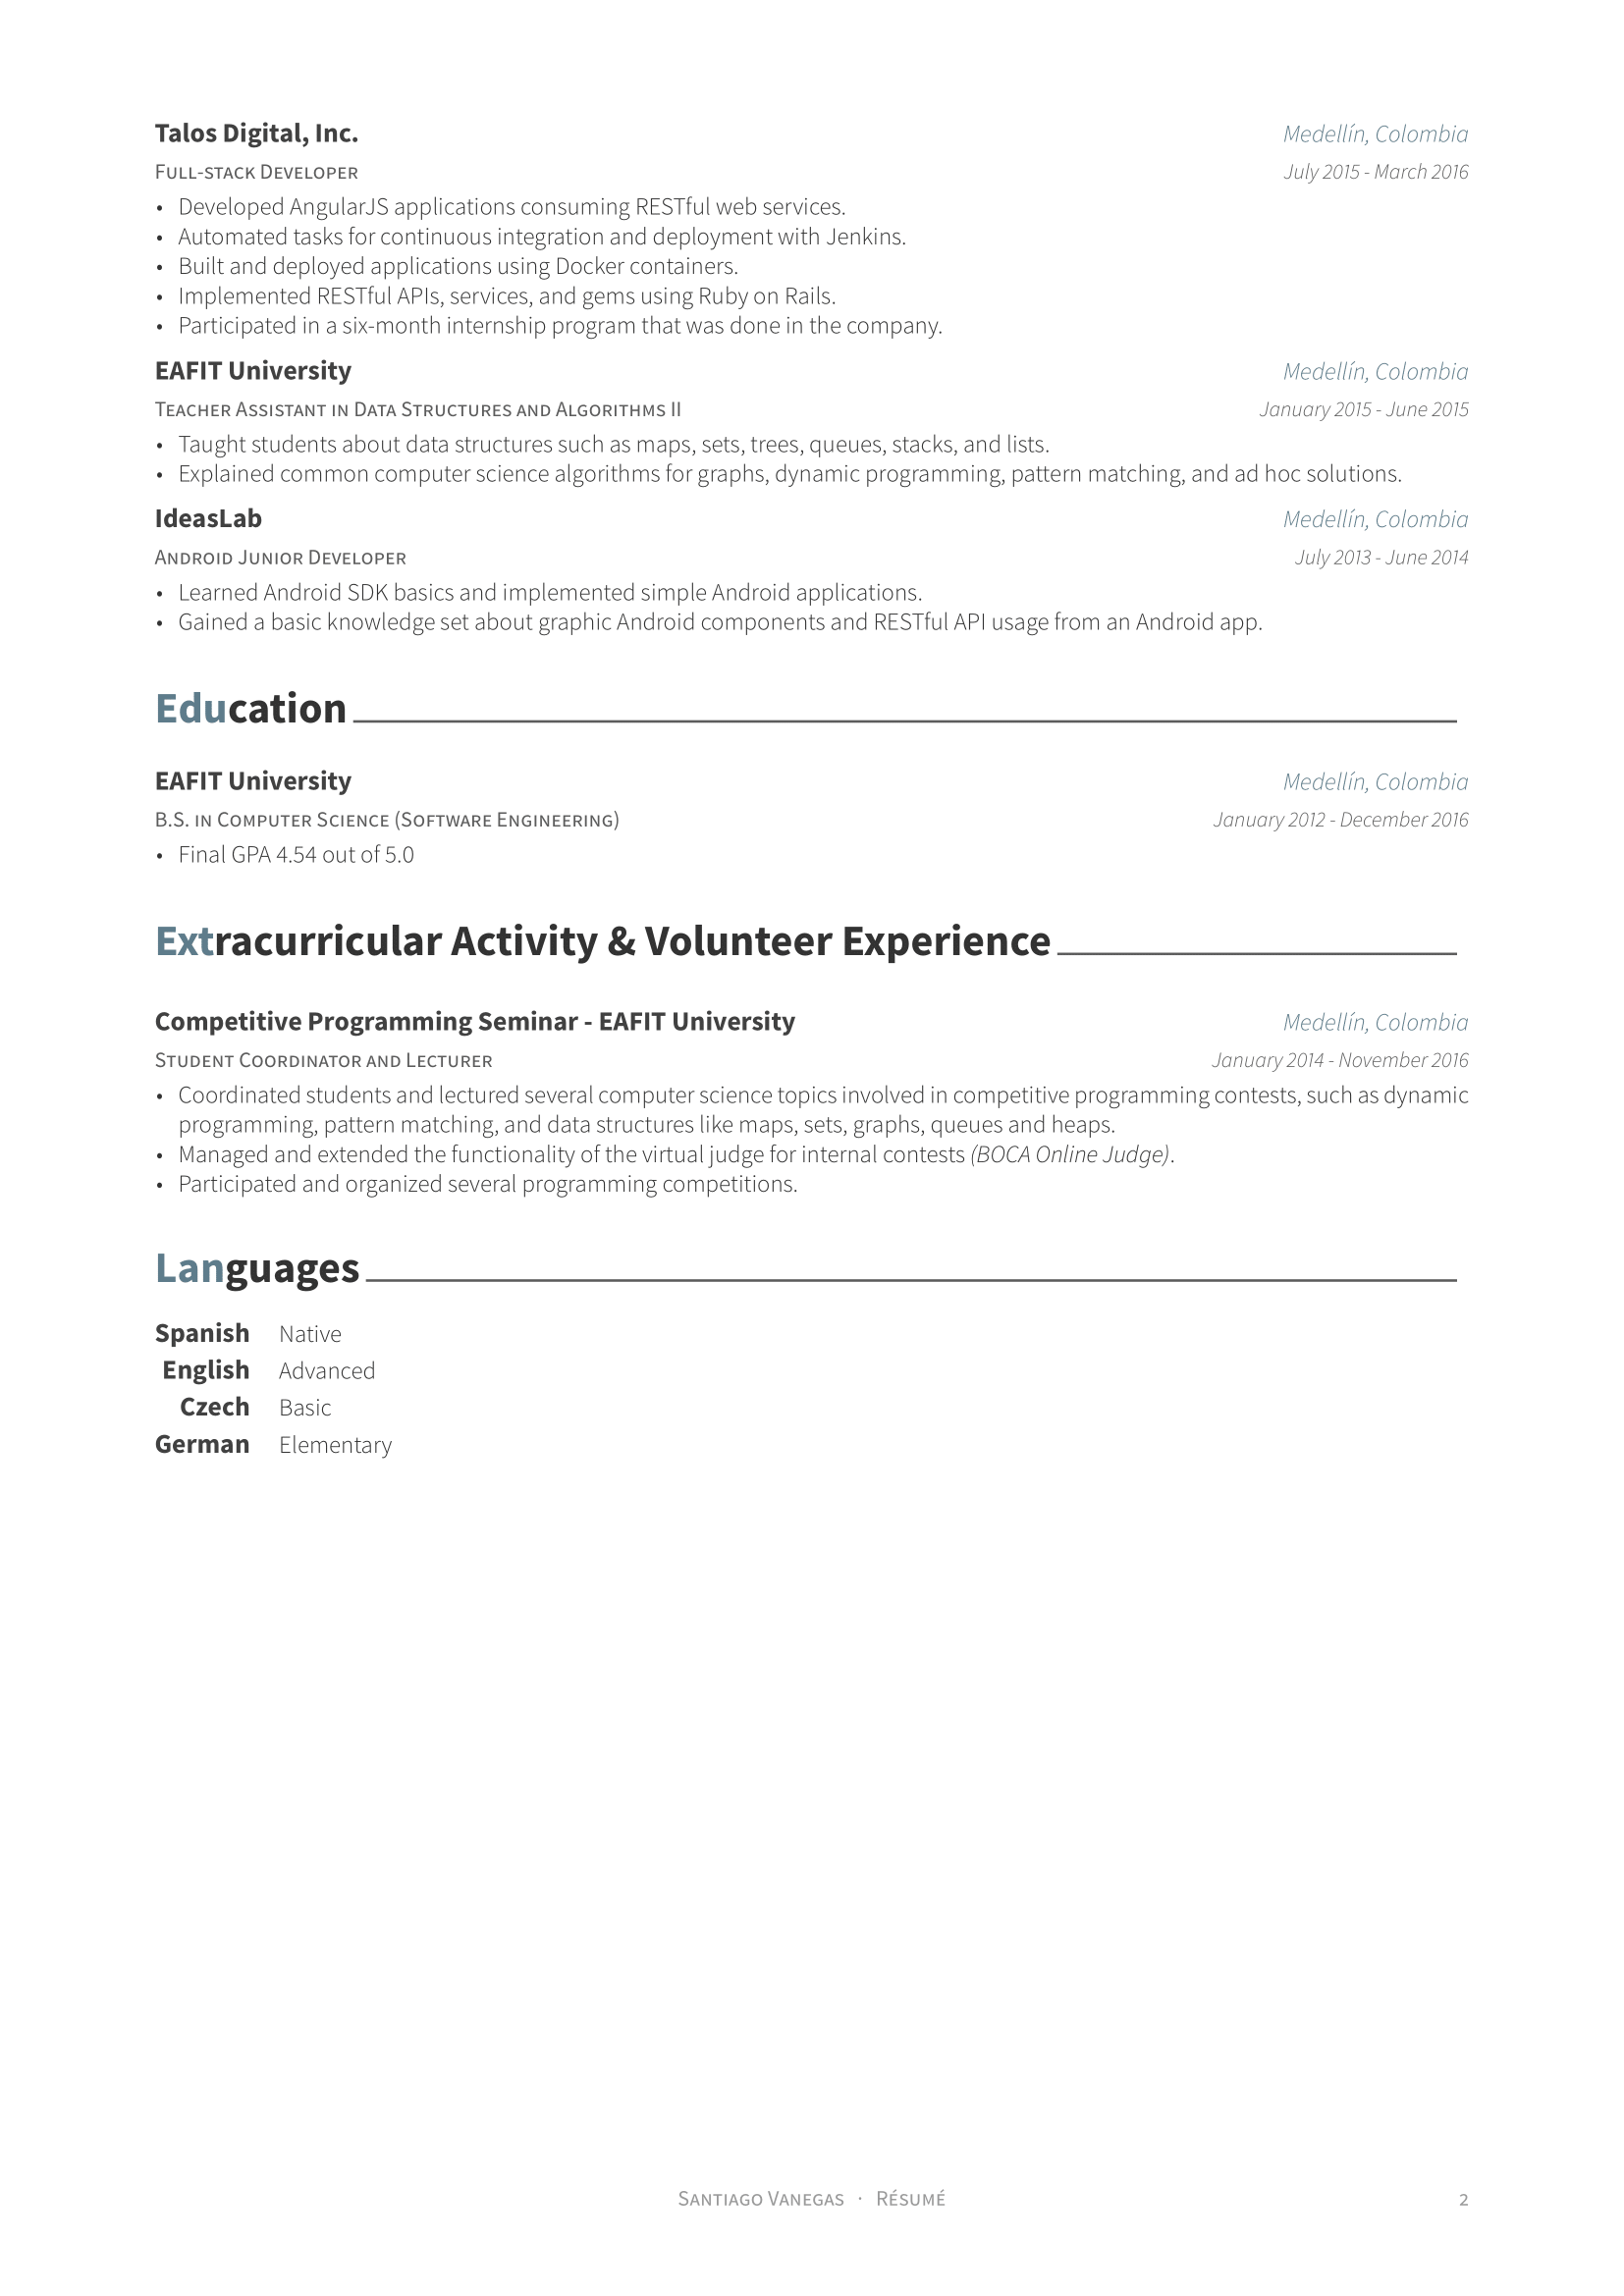 Talos Digital, Inc. Medellín, Colombia
Full-stack Developer July 2015 - March 2016
• Developed AngularJS applications consuming RESTful web services.
• Automated tasks for continuous integration and deployment with Jenkins.
• Built and deployed applications using Docker containers.
• Implemented RESTful APIs, services, and gems using Ruby on Rails.
• Participated in a six-month internship program that was done in the company.
EAFIT University Medellín, Colombia
Teacher Assistant in Data Structures and Algorithms II January 2015 - June 2015
• Taught students about data structures such as maps, sets, trees, queues, stacks, and lists.
• Explained common computer science algorithms for graphs, dynamic programming, pattern matching, and ad hoc solutions.
IdeasLab Medellín, Colombia
Android Junior Developer July 2013 - June 2014
• Learned Android SDK basics and implemented simple Android applications.
• Gained a basic knowledge set about graphic Android components and RESTful API usage from an Android app.
Education
EAFIT University Medellín, Colombia
B.S. in Computer Science (Software Engineering) January 2012 - December 2016
• Final GPA 4.54 out of 5.0
Extracurricular Activity & Volunteer Experience
Competitive Programming Seminar - EAFIT University Medellín, Colombia
Student Coordinator and Lecturer January 2014 - November 2016
• Coordinated students and lectured several computer science topics involved in competitive programming contests, such as dynamic
programming, pattern matching, and data structures like maps, sets, graphs, queues and heaps.
• Managed and extended the functionality of the virtual judge for internal contests (BOCA Online Judge).
• Participated and organized several programming competitions.
Languages
Spanish Native
English Advanced
Czech Basic
German Elementary
Santiago Vanegas · Résumé 2